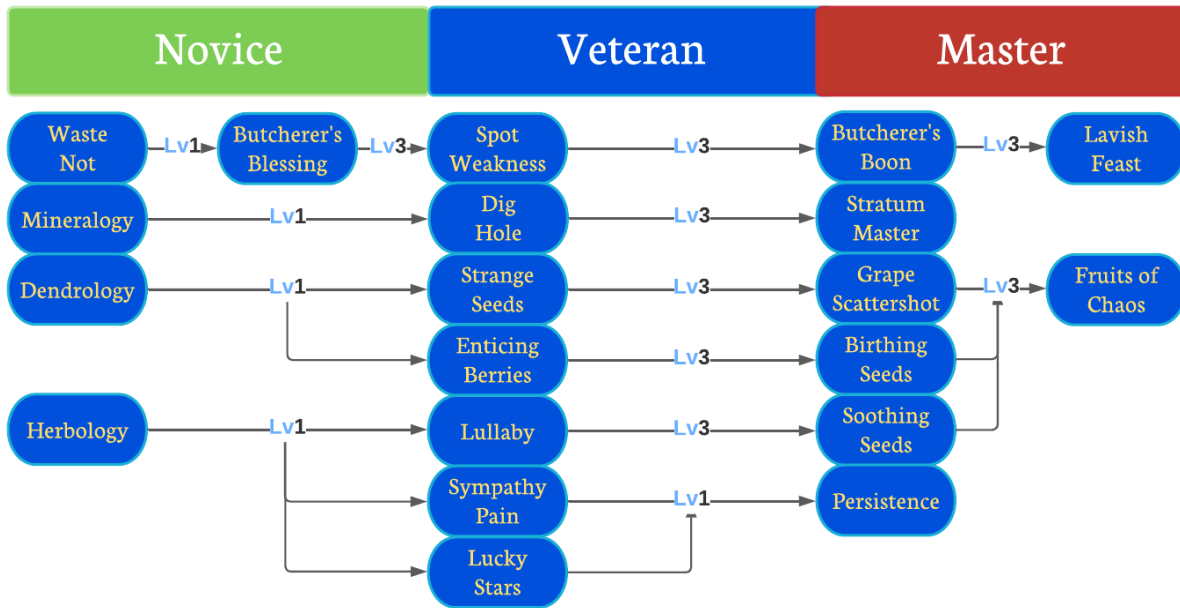 Novice
Veteran
Master
Waste
Not
Lv1
Butcherer's
Blessing
Lv3
Spot
Weakness
Lv3
Butcherer's
Boon
Lv3
Lavish
Feast
Mineralogy
Lv1
Dig
Hole
Lv3
Stratum
Master
Dendrology
Lv1
Strange
Seeds
Lv3
Grape
Scattershot
Lv3
Fruits of
Chaos
Enticing
Berries
Lv3
Birthing
Seeds
Herbology
Lv1
Lullaby
Lv3
Soothing
Seeds
Sympathy
Pain
Lv1
Persistence
Lucky
Stars